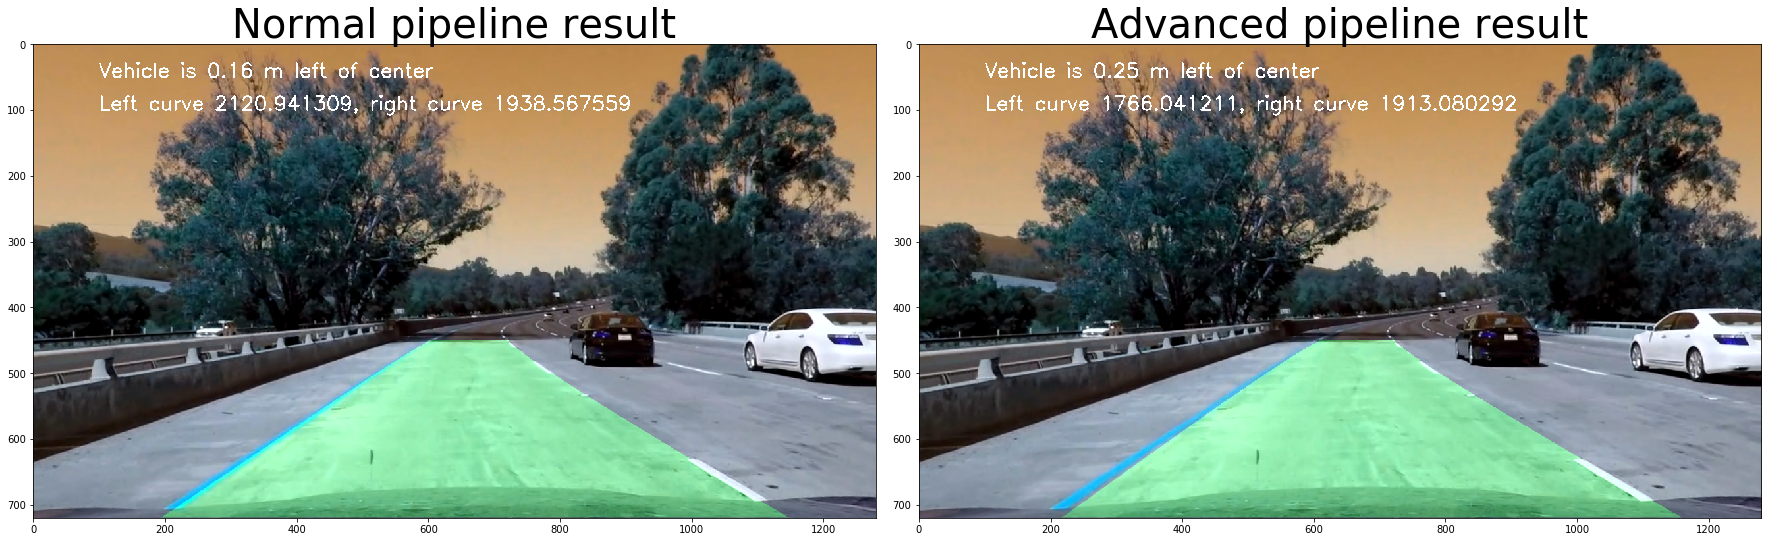 Normal pipeline result
Vehicle is 0.16 m left of center
Left curve 2120.941309, right curve 1938.567559
0
100
200
300
400
500
600
700
0 200 400 600 800 1000 1200
Advanced pipeline result
Vehicle is 0.25 m left of center
Left curve 1766.041211, right curve 1913.080292
0
100
200
300
400
500
600
700
0 200 400 600 800 1000 1200